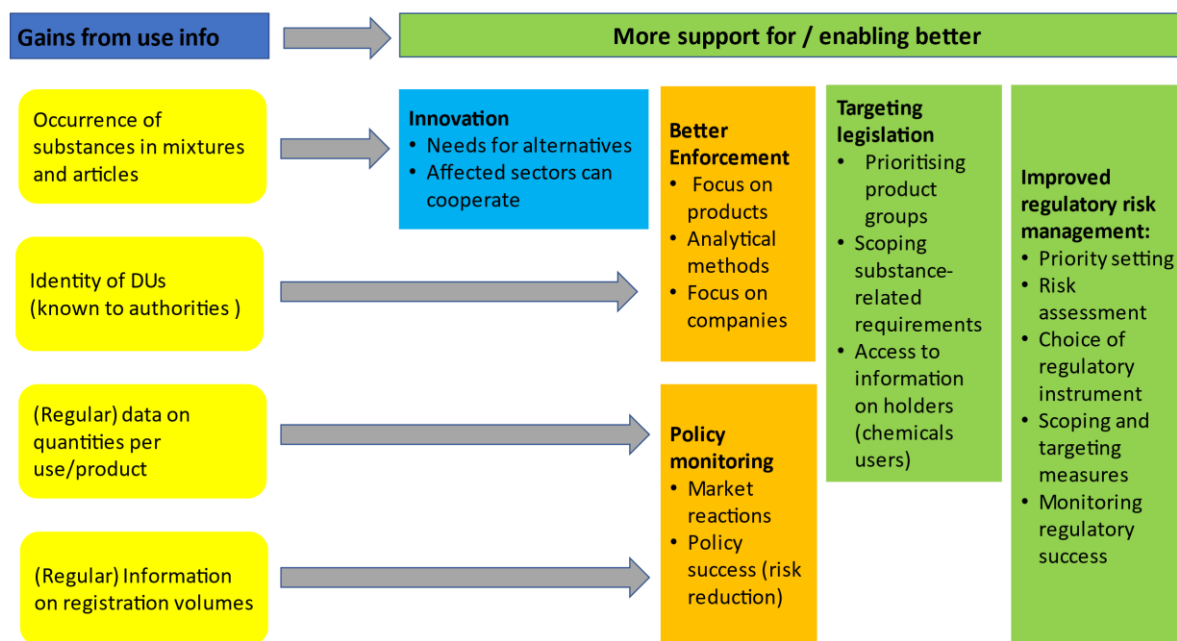 Gains from use info
More support for / enabling better
Occurrence of
substances in mixtures
and articles
Identity of DUs
(known to authorities )
(Regular) data on
quantities per
use/product
(Regular) Information
on registration volumes
Innovation
• Needs for alternatives
• Affected sectors can
cooperate
Better
Enforcement
• Focus on
products
• Analytical
methods
• Focus on
companies
Policy
monitoring
• Market
reactions
• Policy
success (risk
reduction)
Targeting
legislation
• Prioritising
product
groups
• Scoping
substance-
related
requirements
• Access to
information
on holders
(chemicals
users)
Improved
regulatory risk
management:
• Priority setting
• Risk
assessment
• Choice of
regulatory
instrument
• Scoping and
targeting
measures
• Monitoring
regulatory
success